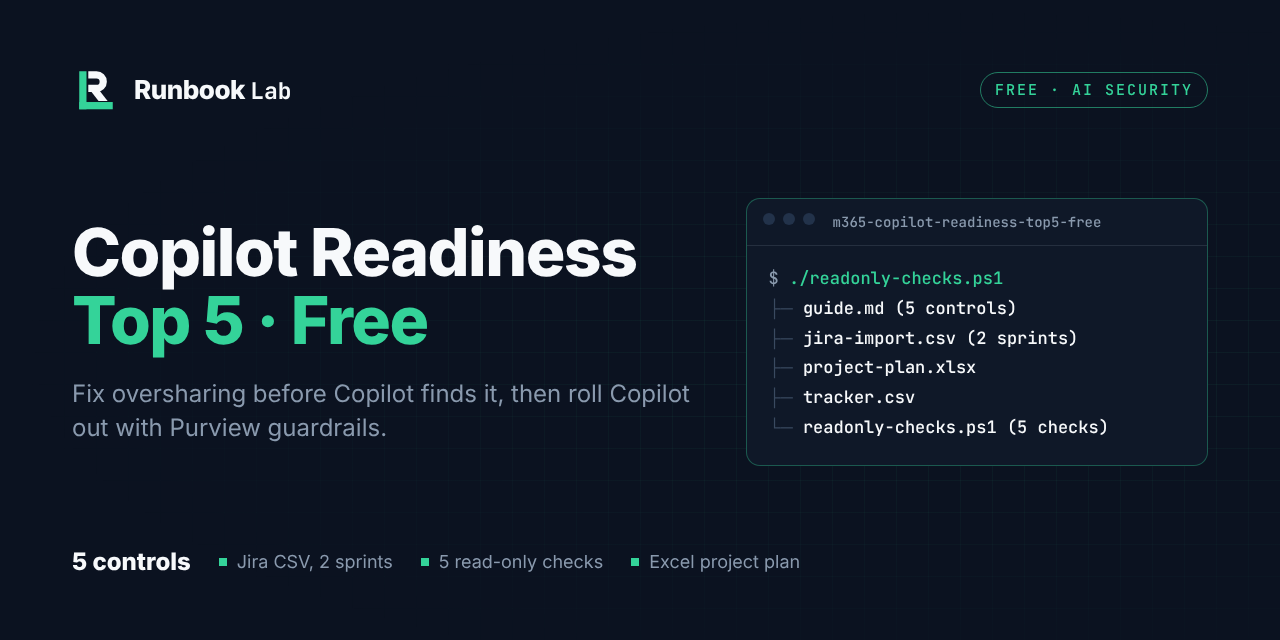 Runbook Lab
FREE · AI SECURITY
Copilot Readiness
Top 5 · Free
Fix oversharing before Copilot finds it, then roll Copilot
out with Purview guardrails.
m365-copilot-readiness-top5-free
$ ./readonly-checks.ps1
├─ guide.md (5 controls)
├─ jira-import.csv (2 sprints)
├─ project-plan.xlsx
├─ tracker.csv
└─ readonly-checks.ps1 (5 checks)
5 controls
Jira CSV, 2 sprints
5 read-only checks
Excel project plan